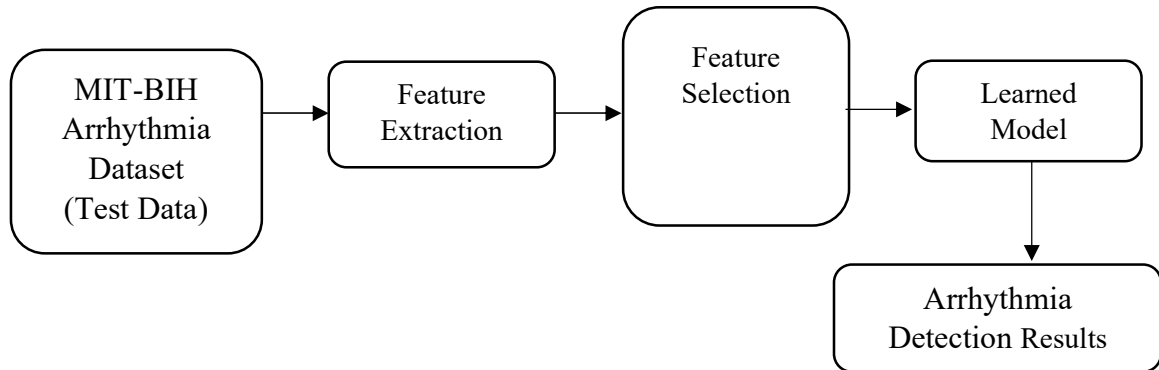 MIT-BIH
Arrhythmia
Dataset
(Test Data)
Feature
Extraction
Feature
Selection
Learned
Model
Arrhythmia
Detection Results